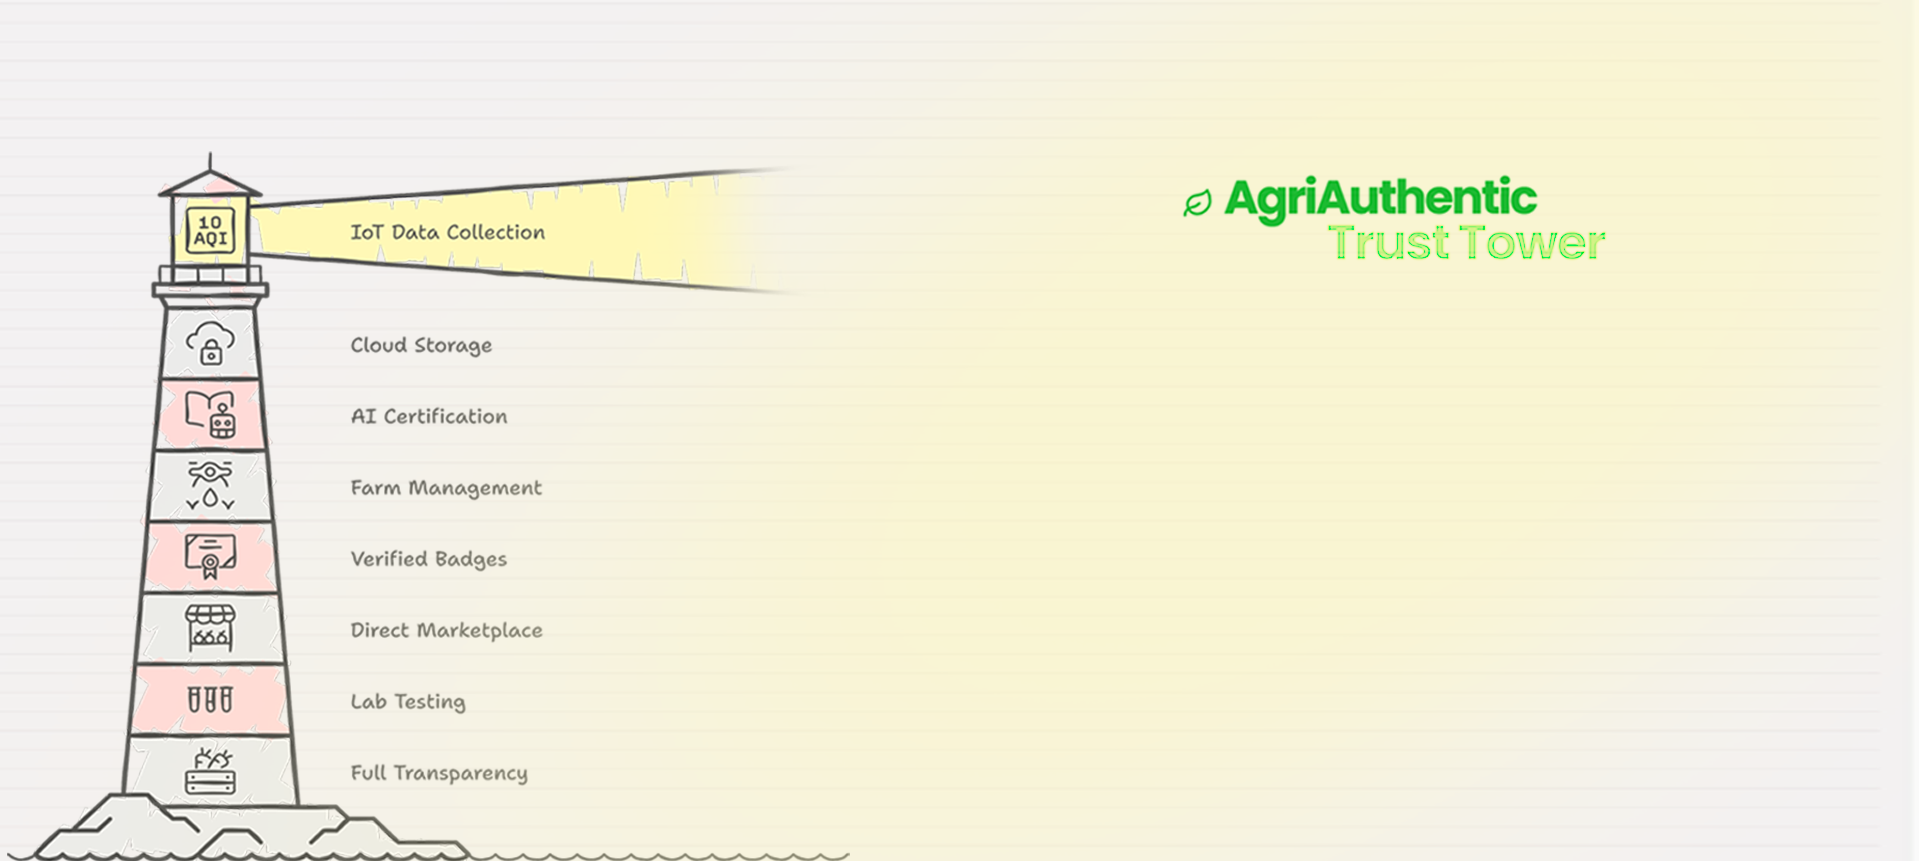 AgriAuthentic
Trust Tower
10
AQI
IoT Data Collection
Cloud Storage
AI Certification
Farm Management
Verified Badges
Direct Marketplace
Lab Testing
Full Transparency